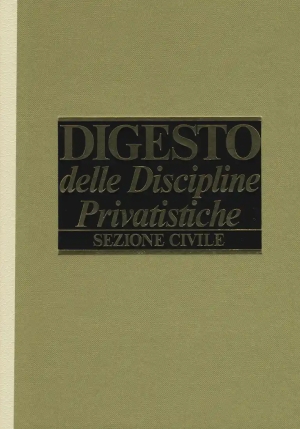 DIGESTO
delle Discipline
Privatistiche
SEZIONE CIVILE